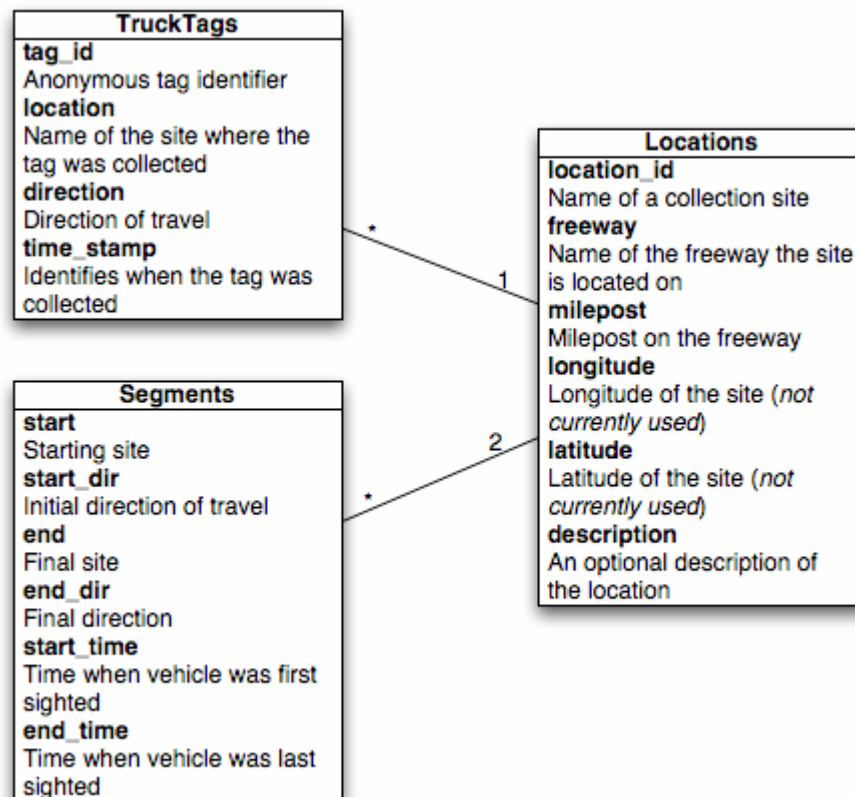 TruckTags
tag_id
Anonymous tag identifier
location
Name of the site where the
tag was collected
direction
Direction of travel
time_stamp
Identifies when the tag was
collected
*
1
Locations
location_id
Name of a collection site
freeway
Name of the freeway the site
is located on
milepost
Milepost on the freeway
longitude
Longitude of the site (not
currently used)
latitude
Latitude of the site (not
currently used)
description
An optional description of
the location
Segments
start
Starting site
start_dir
Initial direction of travel
end
Final site
end_dir
Final direction
start_time
Time when vehicle was first
sighted
end_time
Time when vehicle was last
sighted
*
2